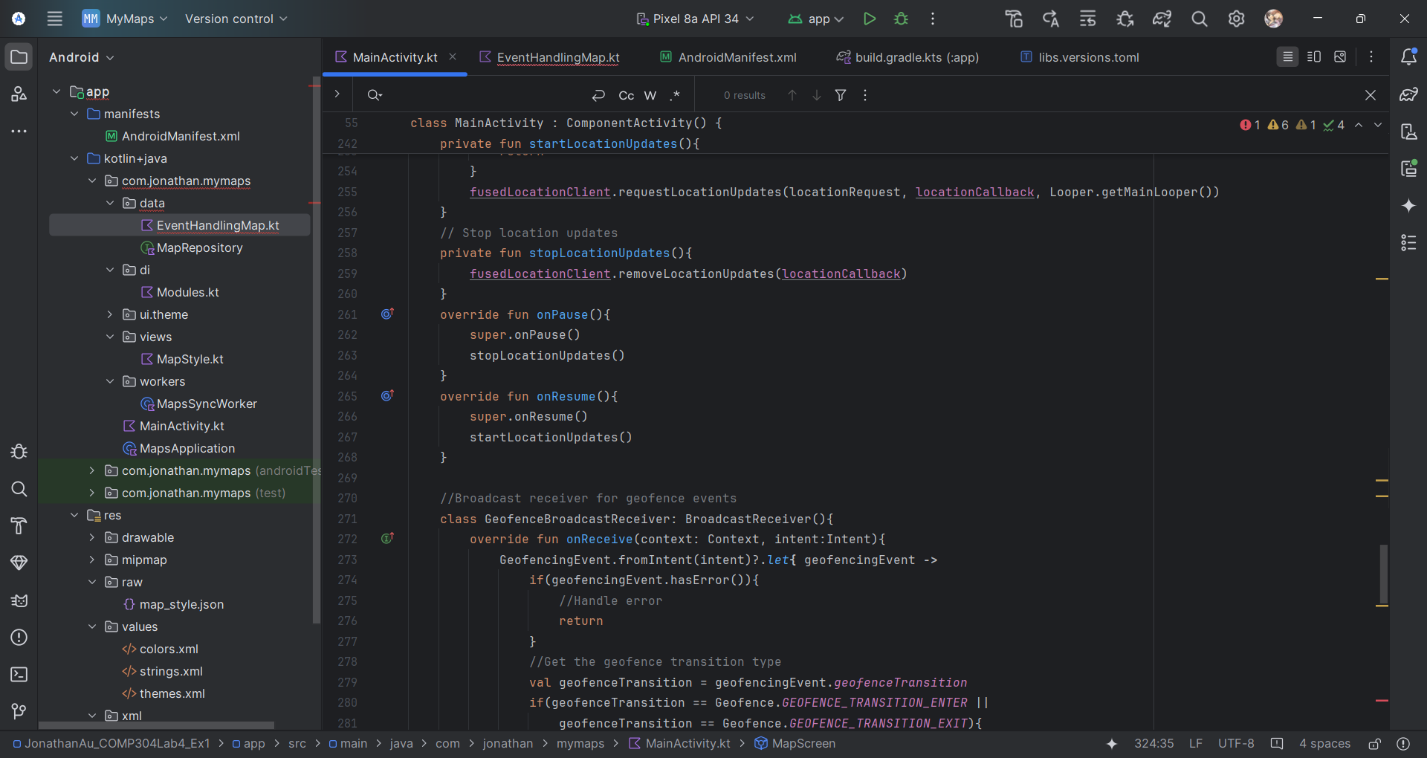 MM MyMaps Version control Pixel 8a API 34 app
Android
MainActivity.kt EventHandlingMap.kt AndroidManifest.xml build.gradle.kts (:app) libs.versions.toml
Cc W .* 0 results
app
manifests
AndroidManifest.xml
kotlin+java
com.jonathan.mymaps
data
EventHandlingMap.kt
MapRepository
di
Modules.kt
ui.theme
views
MapStyle.kt
workers
MapsSyncWorker
MainActivity.kt
MapsApplication
com.jonathan.mymaps (androidTes
com.jonathan.mymaps (test)
res
drawable
mipmap
raw
map_style.json
values
colors.xml
strings.xml
themes.xml
xml
1 6 1 4
55 class MainActivity : ComponentActivity() {
242 private fun startLocationUpdates(){
254 }
255 fusedLocationClient.requestLocationUpdates(locationRequest, locationCallback, Looper.getMainLooper())
256 }
257 // Stop location updates
258 private fun stopLocationUpdates(){
259 fusedLocationClient.removeLocationUpdates(locationCallback)
260 }
261 override fun onPause(){
262 super.onPause()
263 stopLocationUpdates()
264 }
265 override fun onResume(){
266 super.onResume()
267 startLocationUpdates()
268 }
269
270 //Broadcast receiver for geofence events
271 class GeofenceBroadcastReceiver: BroadcastReceiver(){
272 override fun onReceive(context: Context, intent:Intent){
273 GeofencingEvent.fromIntent(intent)?.let{ geofencingEvent ->
274 if(geofencingEvent.hasError()){
275 //Handle error
276 return
277 }
278 //Get the geofence transition type
279 val geofenceTransition = geofencingEvent.geofenceTransition
280 if(geofenceTransition == Geofence.GEOFENCE_TRANSITION_ENTER ||
281 geofenceTransition == Geofence.GEOFENCE_TRANSITION_EXIT){
JonathanAu_COMP304Lab4_Ex1 > app > src > main > java > com > jonathan > mymaps > MainActivity.kt > MapScreen 324:35 LF UTF-8 4 spaces